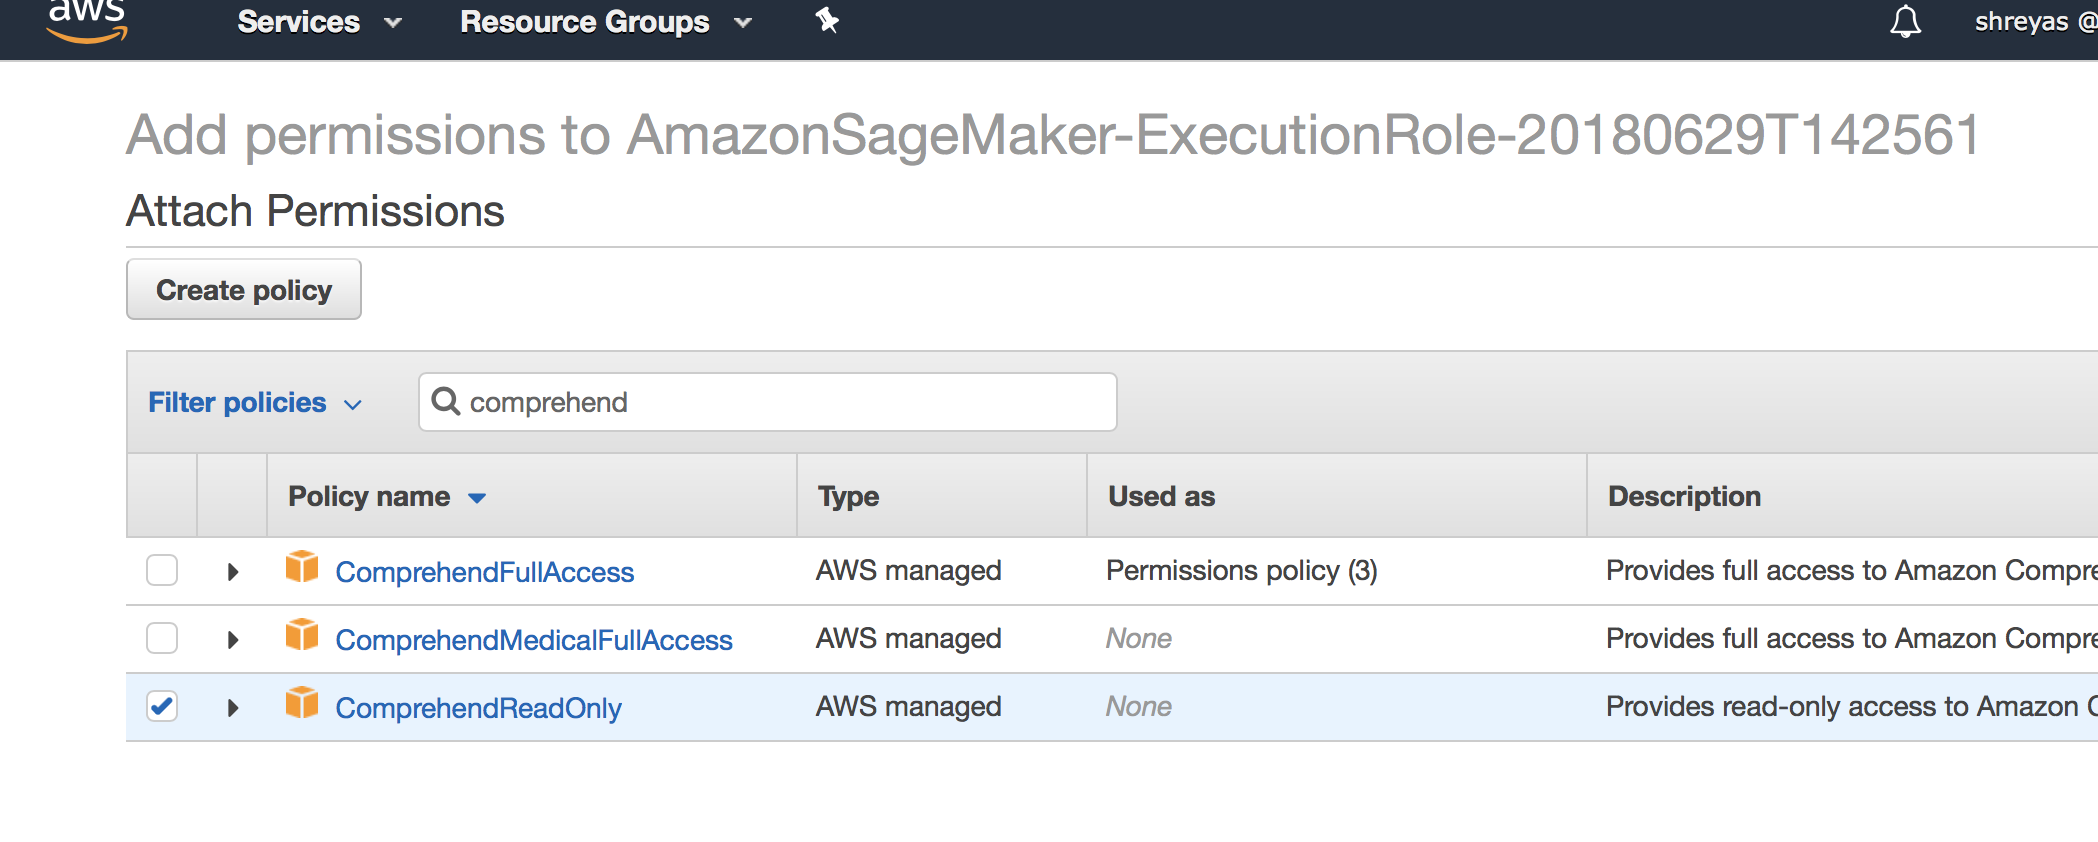 aws Services Resource Groups shreyas @
Add permissions to AmazonSageMaker-ExecutionRole-20180629T142561
Attach Permissions
Create policy
Filter policies comprehend
Policy name Type Used as Description
ComprehendFullAccess AWS managed Permissions policy (3) Provides full access to Amazon Compre
ComprehendMedicalFullAccess AWS managed None Provides full access to Amazon Compre
ComprehendReadOnly AWS managed None Provides read-only access to Amazon C